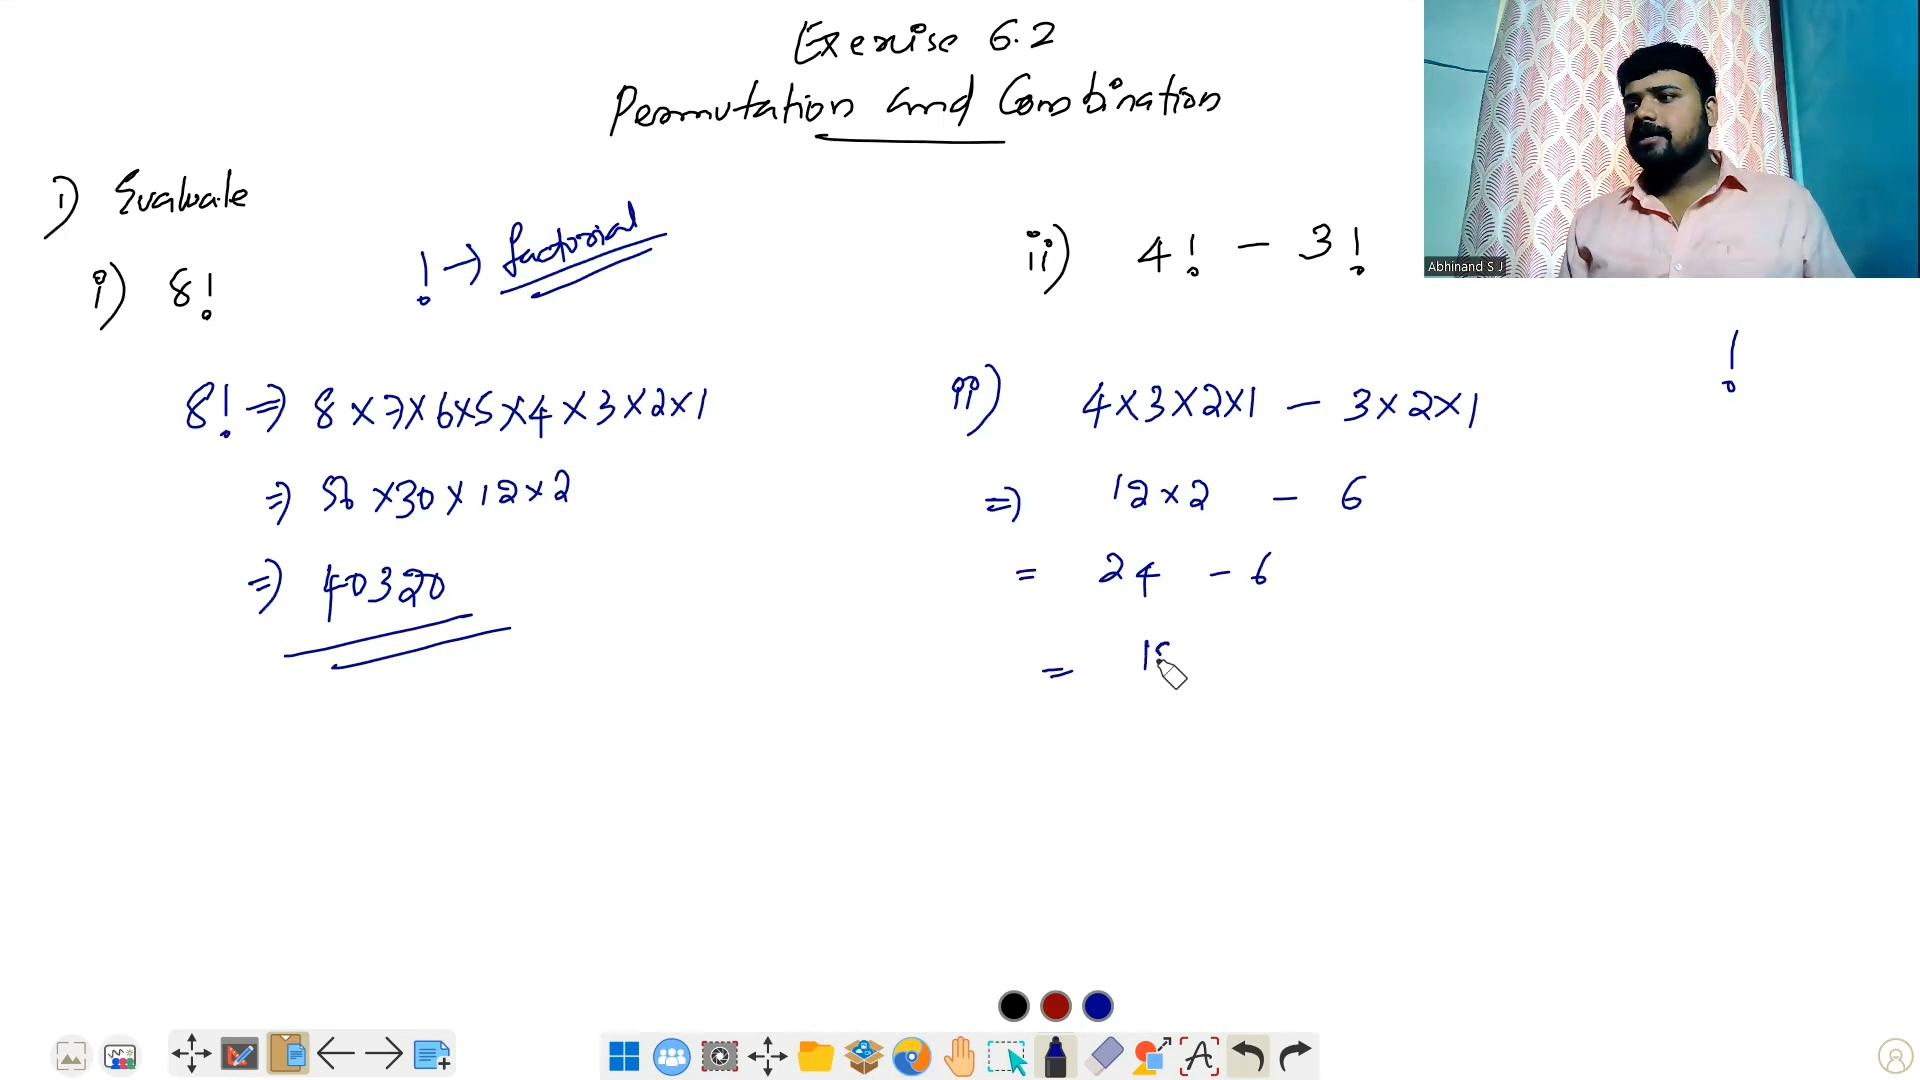 Exercise 6.2
Permutation and Combination
1) Evaluate
i) 8!
! → factorial
8! ⇒ 8×7×6×5×4×3×2×1
⇒ 56×30×12×2
⇒ 40320
ii) 4! – 3!
!
ii) 4×3×2×1 – 3×2×1
⇒ 12×2 – 6
= 24 – 6
=
Abhinand S J